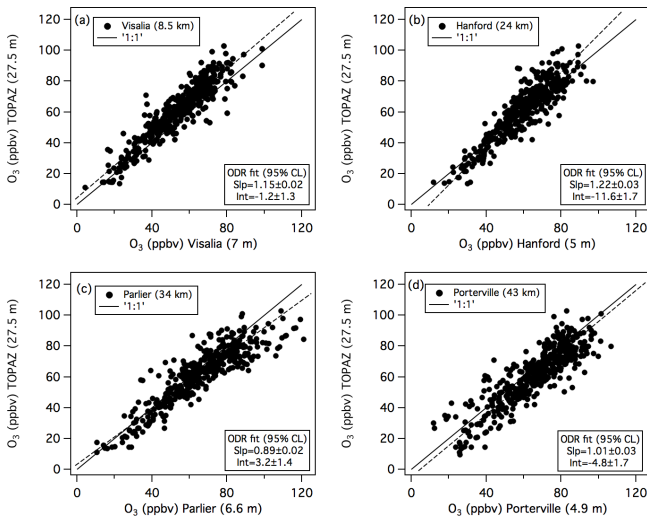 (a)
Visalia (8.5 km)
'1:1'
120
100
80
60
40
20
0
O3 (ppbv) TOPAZ (27.5 m)
ODR fit (95% CL)
Slp=1.15±0.02
Int=-1.2±1.3
0 40 80 120
O3 (ppbv) Visalia (7 m)
(b)
Hanford (24 km)
'1:1'
120
100
80
60
40
20
0
O3 (ppbv) TOPAZ (27.5 m)
ODR fit (95% CL)
Slp=1.22±0.03
Int=-11.6±1.7
0 40 80 120
O3 (ppbv) Hanford (5 m)
(c)
Parlier (34 km)
'1:1'
120
100
80
60
40
20
0
O3 (ppbv) TOPAZ (27.5 m)
ODR fit (95% CL)
Slp=0.89±0.02
Int=3.2±1.4
0 40 80 120
O3 (ppbv) Parlier (6.6 m)
(d)
Porterville (43 km)
'1:1'
120
100
80
60
40
20
0
O3 (ppbv) TOPAZ (27.5 m)
ODR fit (95% CL)
Slp=1.01±0.03
Int=-4.8±1.7
0 40 80 120
O3 (ppbv) Porterville (4.9 m)